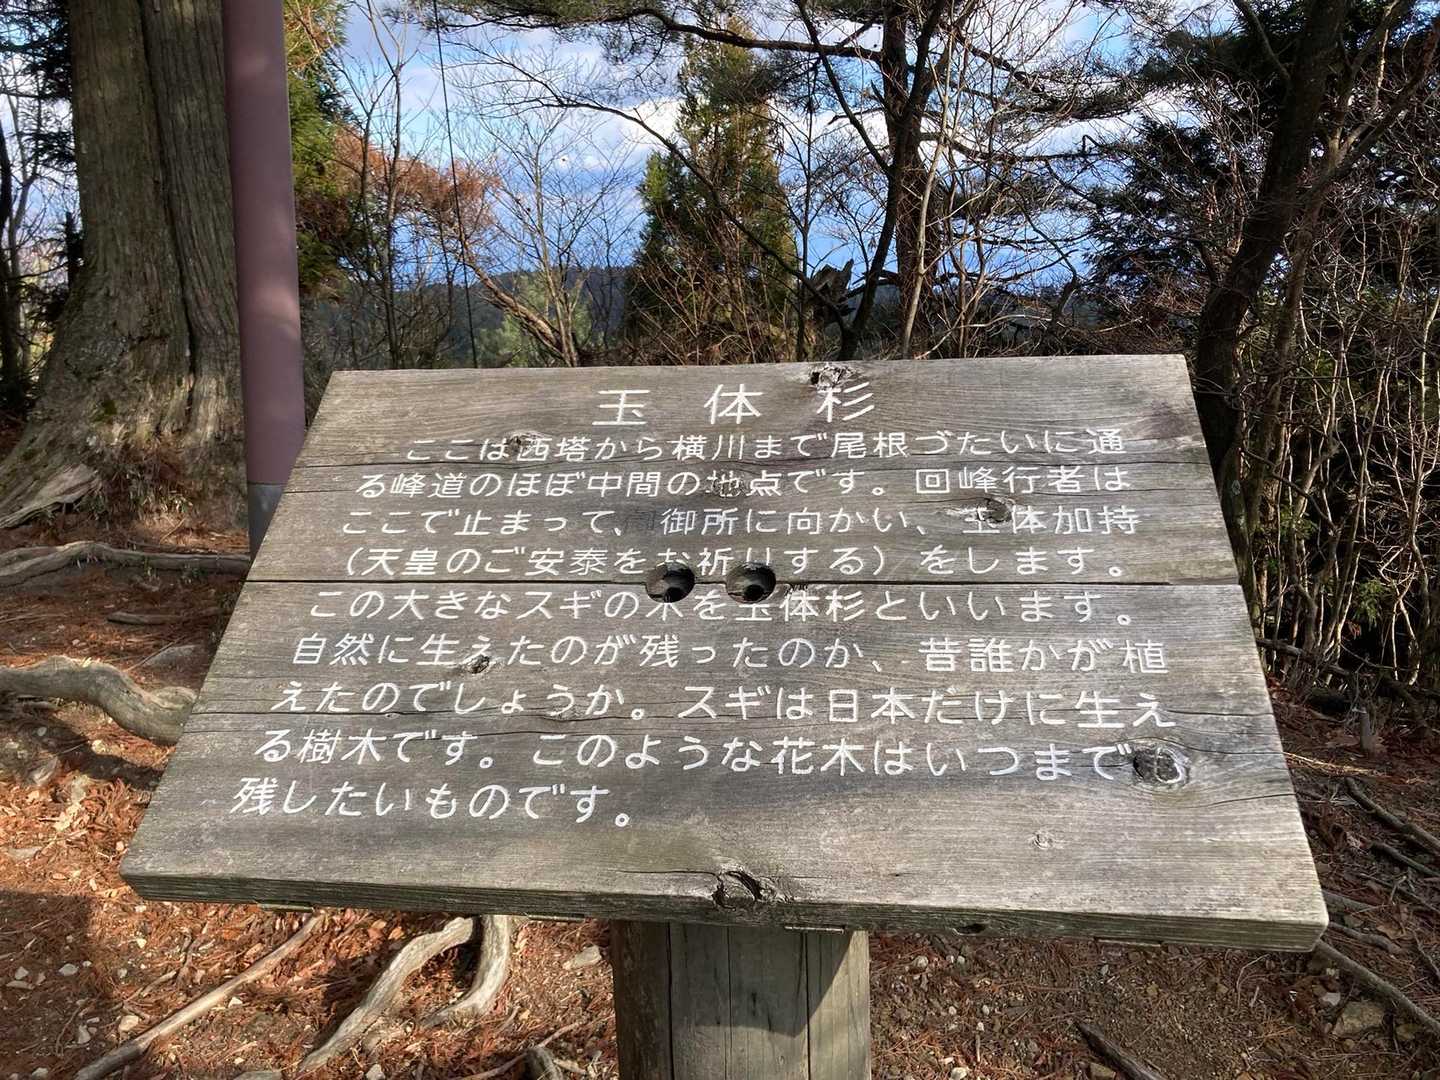 玉体杉
ここは西塔から横川まで尾根づたいに通
る峰道のほぼ中間の地点です。回峰行者は
ここで止まって、御所に向かい、玉体加持
（天皇のご安泰をお祈りする）をします。
この大きなスギの木を玉体杉といいます。
自然に生えたのが残ったのか、昔誰かが植
えたのでしょうか。スギは日本だけに生え
る樹木です。このような花木はいつまで
残したいものです。